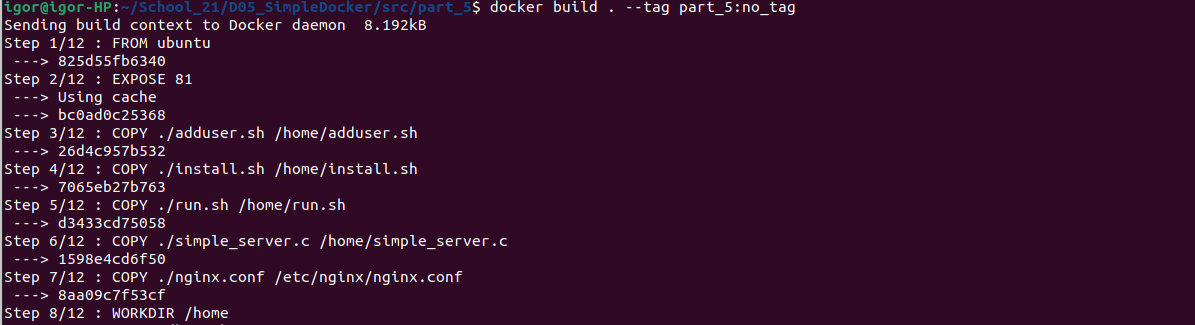 igor@igor-HP:~/School_21/D05_SimpleDocker/src/part_5$ docker build . --tag part_5:no_tag
Sending build context to Docker daemon  8.192kB
Step 1/12 : FROM ubuntu
 ---> 825d55fb6340
Step 2/12 : EXPOSE 81
 ---> Using cache
 ---> bc0ad0c25368
Step 3/12 : COPY ./adduser.sh /home/adduser.sh
 ---> 26d4c957b532
Step 4/12 : COPY ./install.sh /home/install.sh
 ---> 7065eb27b763
Step 5/12 : COPY ./run.sh /home/run.sh
 ---> d3433cd75058
Step 6/12 : COPY ./simple_server.c /home/simple_server.c
 ---> 1598e4cd6f50
Step 7/12 : COPY ./nginx.conf /etc/nginx/nginx.conf
 ---> 8aa09c7f53cf
Step 8/12 : WORKDIR /home